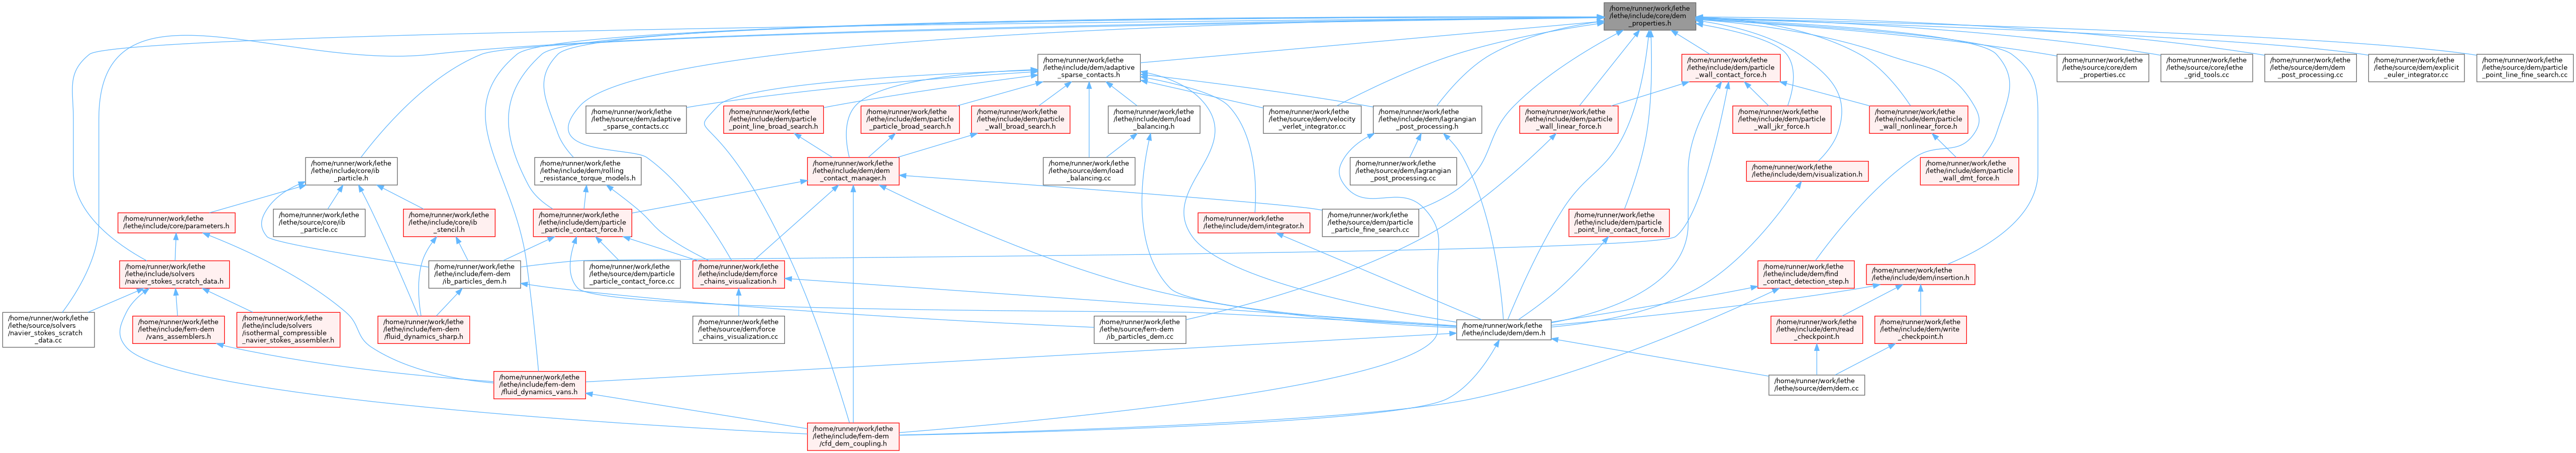 /home/runner/work/lethe
/lethe/include/core/dem
_properties.h
/home/runner/work/lethe
/lethe/include/dem/adaptive
_sparse_contacts.h
/home/runner/work/lethe
/lethe/include/dem/particle
_wall_contact_force.h
/home/runner/work/lethe
/lethe/source/core/dem
_properties.cc
/home/runner/work/lethe
/lethe/source/core/lethe
_grid_tools.cc
/home/runner/work/lethe
/lethe/source/dem/dem
_post_processing.cc
/home/runner/work/lethe
/lethe/source/dem/explicit
_euler_integrator.cc
/home/runner/work/lethe
/lethe/source/dem/particle
_point_line_fine_search.cc
/home/runner/work/lethe
/lethe/source/dem/adaptive
_sparse_contacts.cc
/home/runner/work/lethe
/lethe/include/dem/particle
_point_line_broad_search.h
/home/runner/work/lethe
/lethe/include/dem/particle
_particle_broad_search.h
/home/runner/work/lethe
/lethe/include/dem/particle
_wall_broad_search.h
/home/runner/work/lethe
/lethe/include/dem/load
_balancing.h
/home/runner/work/lethe
/lethe/source/dem/velocity
_verlet_integrator.cc
/home/runner/work/lethe
/lethe/include/dem/lagrangian
_post_processing.h
/home/runner/work/lethe
/lethe/include/dem/particle
_wall_linear_force.h
/home/runner/work/lethe
/lethe/include/dem/particle
_wall_jkr_force.h
/home/runner/work/lethe
/lethe/include/dem/particle
_wall_nonlinear_force.h
/home/runner/work/lethe
/lethe/include/core/ib
_particle.h
/home/runner/work/lethe
/lethe/include/dem/rolling
_resistance_torque_models.h
/home/runner/work/lethe
/lethe/include/dem/dem
_contact_manager.h
/home/runner/work/lethe
/lethe/source/dem/load
_balancing.cc
/home/runner/work/lethe
/lethe/source/dem/lagrangian
_post_processing.cc
/home/runner/work/lethe
/lethe/include/dem/visualization.h
/home/runner/work/lethe
/lethe/include/dem/particle
_wall_dmt_force.h
/home/runner/work/lethe
/lethe/include/core/parameters.h
/home/runner/work/lethe
/lethe/source/core/ib
_particle.cc
/home/runner/work/lethe
/lethe/include/core/ib
_stencil.h
/home/runner/work/lethe
/lethe/include/dem/particle
_particle_contact_force.h
/home/runner/work/lethe
/lethe/include/dem/integrator.h
/home/runner/work/lethe
/lethe/source/dem/particle
_particle_fine_search.cc
/home/runner/work/lethe
/lethe/include/dem/particle
_point_line_contact_force.h
/home/runner/work/lethe
/lethe/include/solvers
/navier_stokes_scratch_data.h
/home/runner/work/lethe
/lethe/include/fem-dem
/ib_particles_dem.h
/home/runner/work/lethe
/lethe/source/dem/particle
_particle_contact_force.cc
/home/runner/work/lethe
/lethe/include/dem/force
_chains_visualization.h
/home/runner/work/lethe
/lethe/include/dem/find
_contact_detection_step.h
/home/runner/work/lethe
/lethe/include/dem/insertion.h
/home/runner/work/lethe
/lethe/source/solvers
/navier_stokes_scratch
_data.cc
/home/runner/work/lethe
/lethe/include/fem-dem
/vans_assemblers.h
/home/runner/work/lethe
/lethe/include/solvers
/isothermal_compressible
_navier_stokes_assembler.h
/home/runner/work/lethe
/lethe/include/fem-dem
/fluid_dynamics_sharp.h
/home/runner/work/lethe
/lethe/source/dem/force
_chains_visualization.cc
/home/runner/work/lethe
/lethe/source/fem-dem
/ib_particles_dem.cc
/home/runner/work/lethe
/lethe/include/dem/dem.h
/home/runner/work/lethe
/lethe/include/dem/read
_checkpoint.h
/home/runner/work/lethe
/lethe/include/dem/write
_checkpoint.h
/home/runner/work/lethe
/lethe/include/fem-dem
/fluid_dynamics_vans.h
/home/runner/work/lethe
/lethe/source/dem/dem.cc
/home/runner/work/lethe
/lethe/include/fem-dem
/cfd_dem_coupling.h